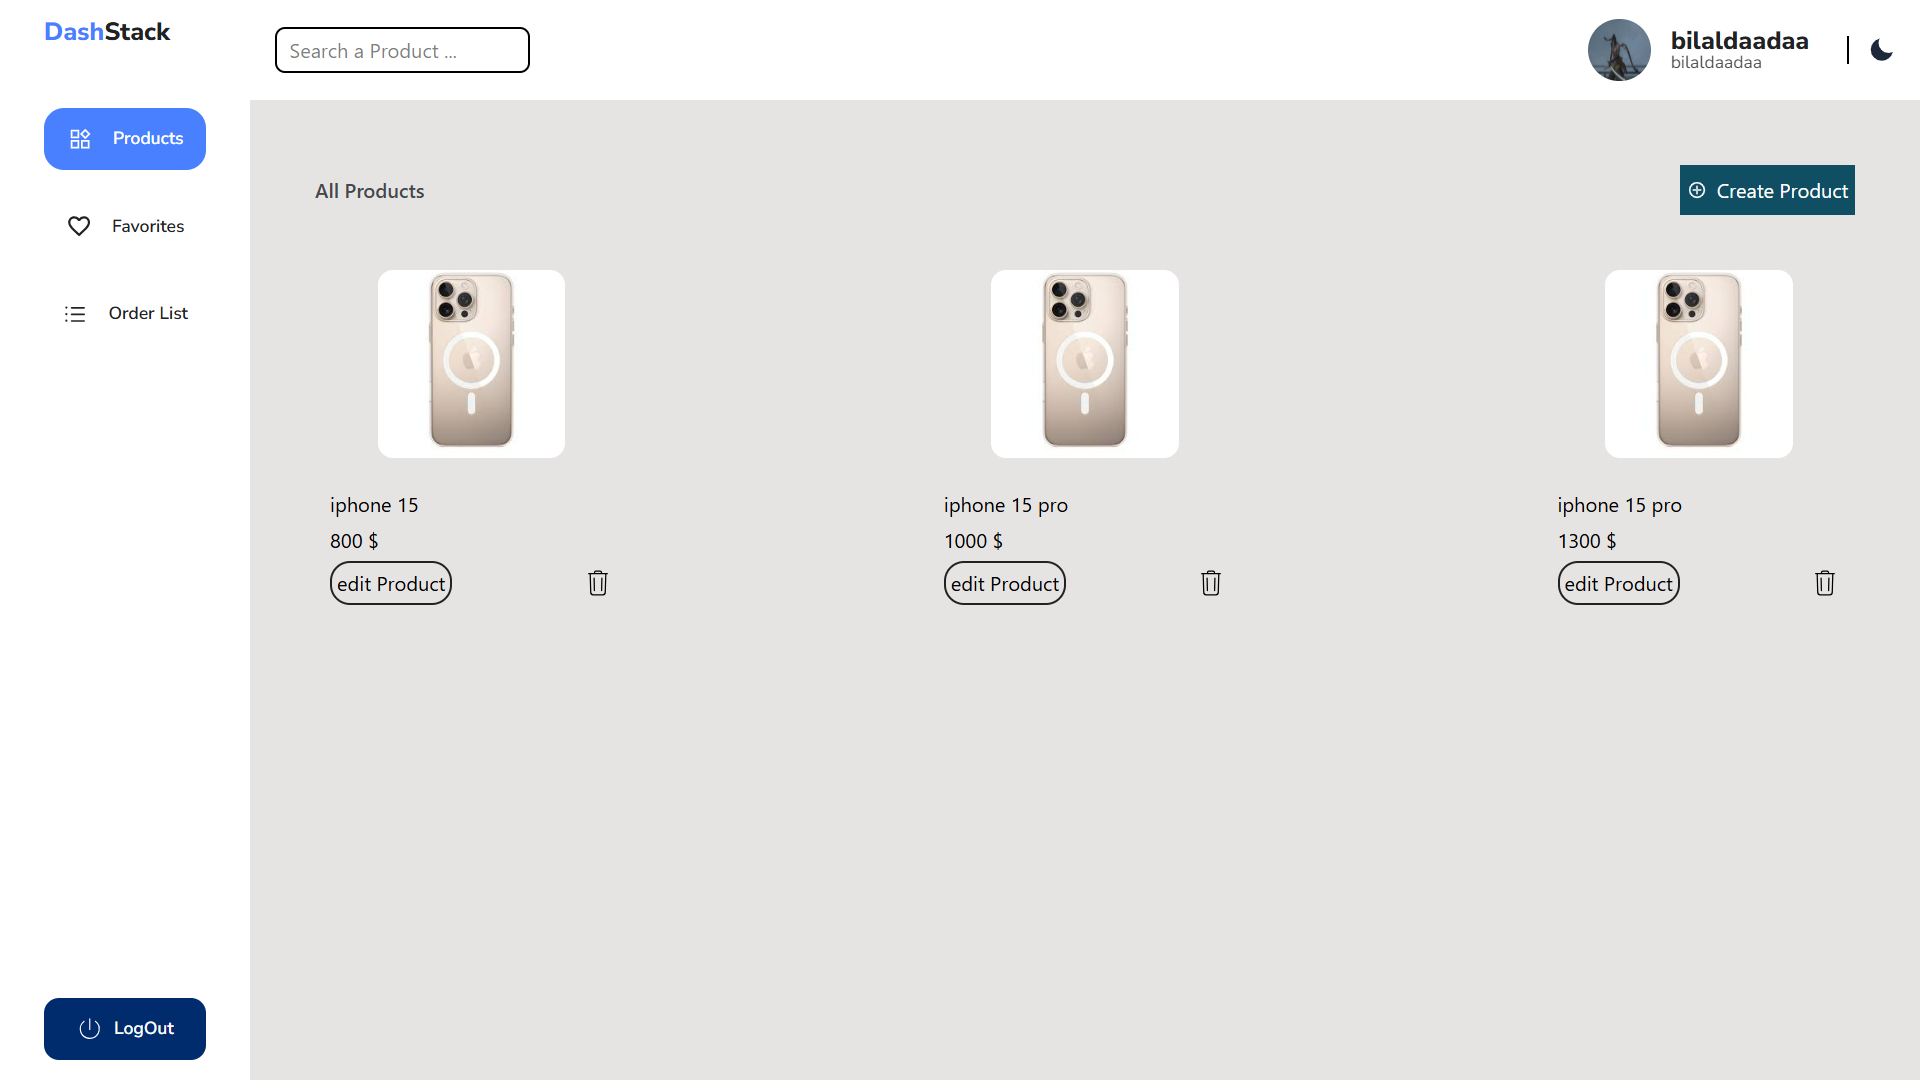 DashStack
Search a Product ...
bilaldaadaa
bilaldaadaa
Products
Favorites
Order List
LogOut
All Products
Create Product
iphone 15
800 $
edit Product
iphone 15 pro
1000 $
edit Product
iphone 15 pro
1300 $
edit Product